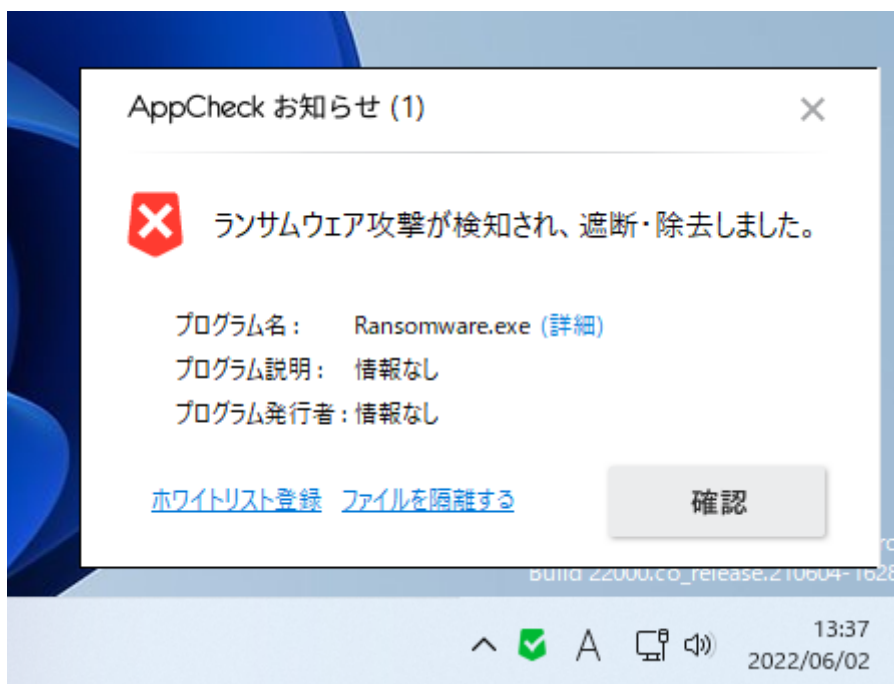 AppCheck お知らせ (1)
ランサムウェア攻撃が検知され、遮断・除去しました。
プログラム名 : Ransomware.exe (詳細)
プログラム説明 : 情報なし
プログラム発行者 : 情報なし
ホワイトリスト登録 ファイルを隔離する 確認
Build 22000.co_release.210604-1628
A 13:37
2022/06/02